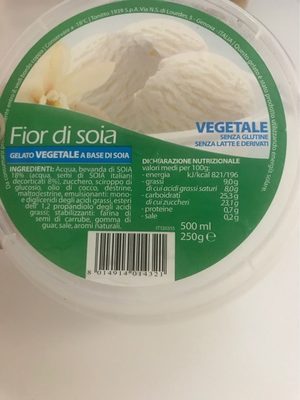 Fior di soia
GELATO VEGETALE A BASE DI SOIA
VEGETALE
SENZA GLUTINE
SENZA LATTE E DERIVATI
INGREDIENTI: Acqua, bevanda di SOIA
18% (acqua, semi di SOIA italiani
decorticati 8%), zucchero, sciroppo di
glucosio, olio di cocco, destrine,
maltodestrine, emulsionanti: mono-
e digliceridi degli acidi grassi, esteri
dell' 1,2 propandiolo degli acidi
grassi; stabilizzanti: farina di
semi di carrube, gomma di
guar, sale, aromi naturali.
DICHIARAZIONE NUTRIZIONALE
valori medi per 100g:
- energia kJ/kcal 821/196
- grassi 9,0g
di cui acidi grassi saturi 8,0g
- carboidrati 25,3g
di cui zuccheri 23,1g
- proteine 0,7g
- sale 0,2g
500 ml
250g e
8 014914 014321